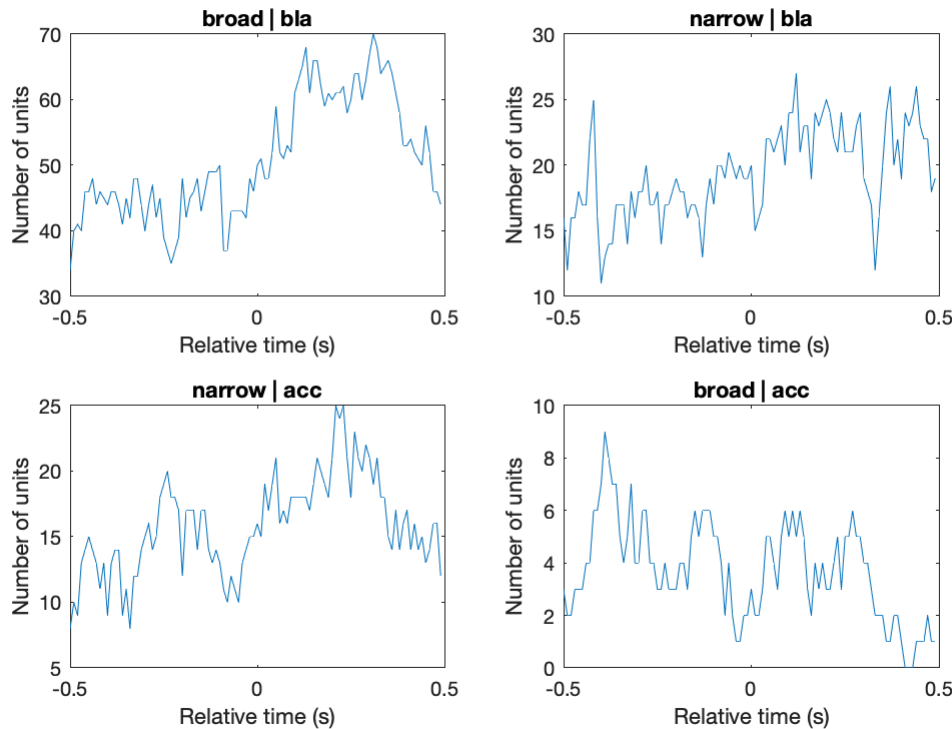 broad | bla
70
60
50
40
30
Number of units
-0.5
0
0.5
Relative time (s)
narrow | bla
30
25
20
15
10
Number of units
-0.5
0
0.5
Relative time (s)
narrow | acc
25
20
15
10
5
Number of units
-0.5
0
0.5
Relative time (s)
broad | acc
10
8
6
4
2
0
Number of units
-0.5
0
0.5
Relative time (s)